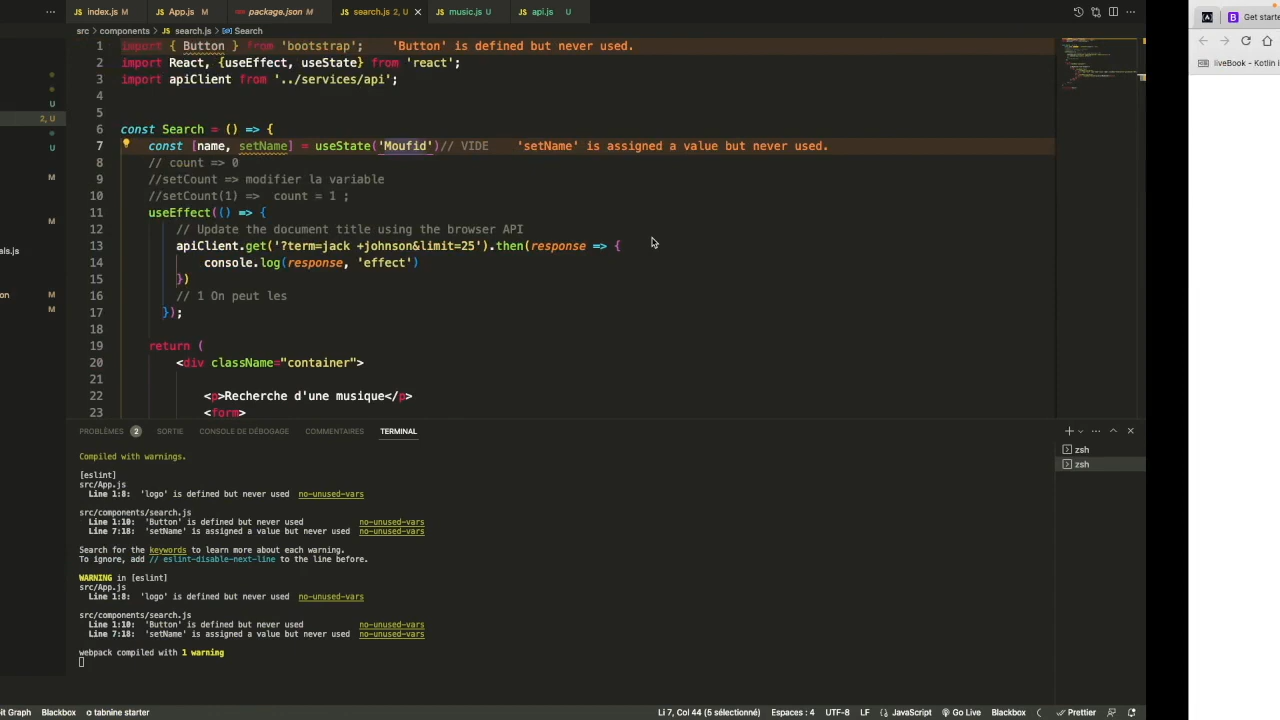 index.js M
App.js M
package.json M
search.js 2, U
music.js U
api.js U
src > components > search.js > Search
Get starte
liveBook - Kotlin i
1 import { Button } from 'bootstrap'; 'Button' is defined but never used.
2 import React, {useEffect, useState} from 'react';
3 import apiClient from '../services/api';
4
5
6 const Search = () => {
7 const [name, setName] = useState('Moufid')// VIDE 'setName' is assigned a value but never used.
8 // count => 0
9 //setCount => modifier la variable
10 //setCount(1) => count = 1 ;
11 useEffect(() => {
12 // Update the document title using the browser API
13 apiClient.get('?term=jack +johnson&limit=25').then(response => {
14 console.log(response, 'effect')
15 })
16 // 1 On peut les
17 });
18
19 return (
20 <div className="container">
21
22 <p>Recherche d'une musique</p>
23 <form>
U
2, U
U
M
M
als.js
on M
M
PROBLÈMES 2 SORTIE CONSOLE DE DÉBOGAGE COMMENTAIRES TERMINAL
zsh
zsh
Compiled with warnings.
[eslint]
src/App.js
Line 1:8: 'logo' is defined but never used no-unused-vars
src/components/search.js
Line 1:10: 'Button' is defined but never used no-unused-vars
Line 7:18: 'setName' is assigned a value but never used no-unused-vars
Search for the keywords to learn more about each warning.
To ignore, add // eslint-disable-next-line to the line before.
WARNING in [eslint]
src/App.js
Line 1:8: 'logo' is defined but never used no-unused-vars
src/components/search.js
Line 1:10: 'Button' is defined but never used no-unused-vars
Line 7:18: 'setName' is assigned a value but never used no-unused-vars
webpack compiled with 1 warning
it Graph Blackbox tabnine starter Li 7, Col 44 (5 sélectionné) Espaces : 4 UTF-8 LF JavaScript Go Live Blackbox Prettier